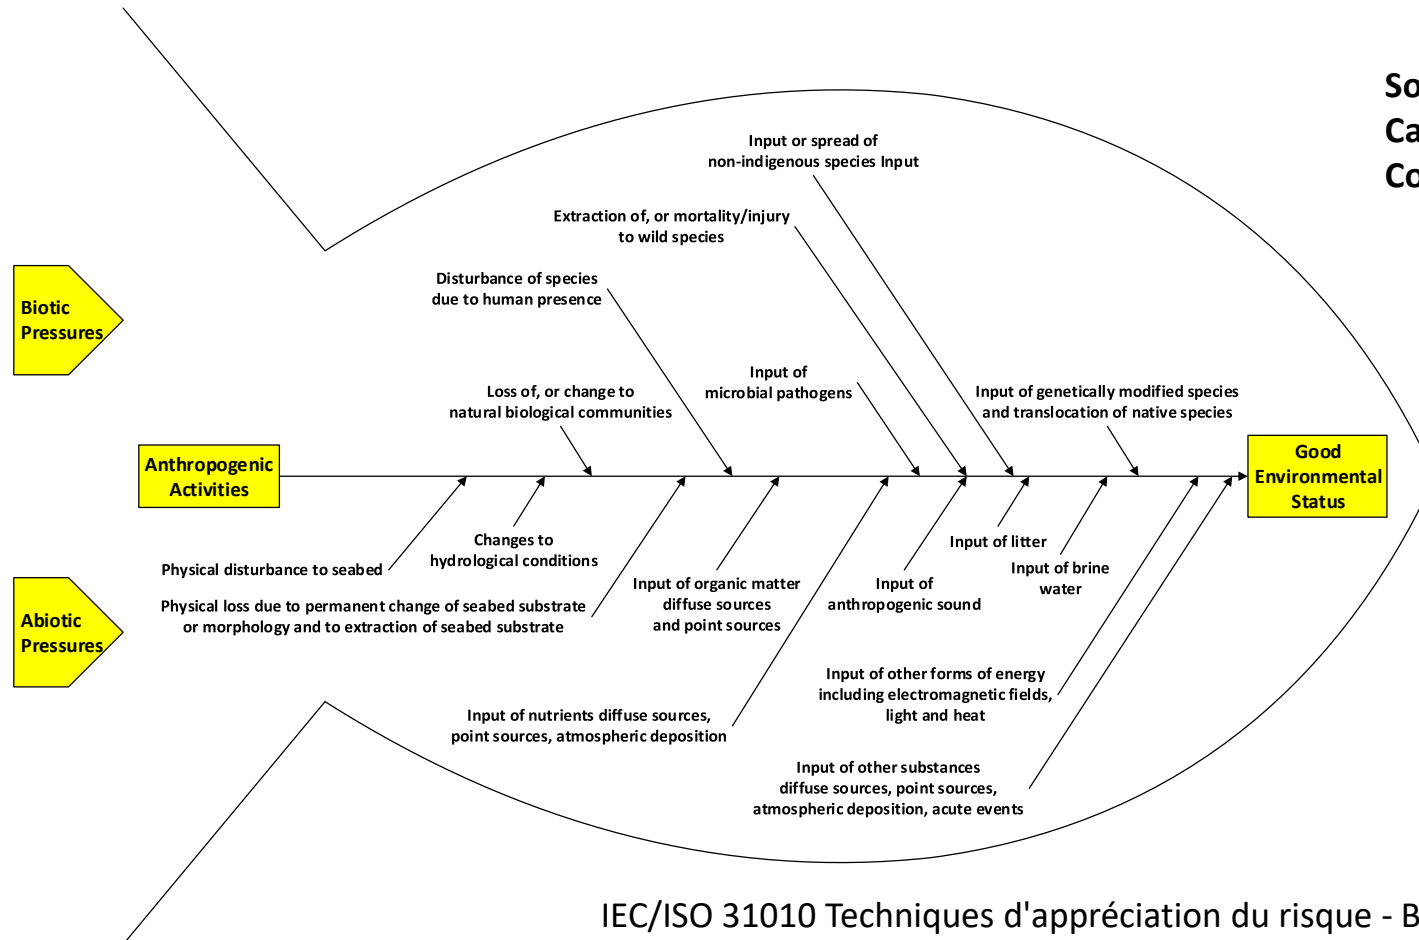 So
Ca
Co
Input or spread of
non-indigenous species Input
Extraction of, or mortality/injury
to wild species
Disturbance of species
due to human presence
Biotic
Pressures
Input of
microbial pathogens
Loss of, or change to
natural biological communities
Input of genetically modified species
and translocation of native species
Anthropogenic
Activities
Good
Environmental
Status
Changes to
hydrological conditions
Physical disturbance to seabed
Input of litter
Input of brine
water
Input of organic matter
diffuse sources
and point sources
Input of
anthropogenic sound
Physical loss due to permanent change of seabed substrate
or morphology and to extraction of seabed substrate
Abiotic
Pressures
Input of other forms of energy
including electromagnetic fields,
light and heat
Input of nutrients diffuse sources,
point sources, atmospheric deposition
Input of other substances
diffuse sources, point sources,
atmospheric deposition, acute events
IEC/ISO 31010 Techniques d'appréciation du risque - B